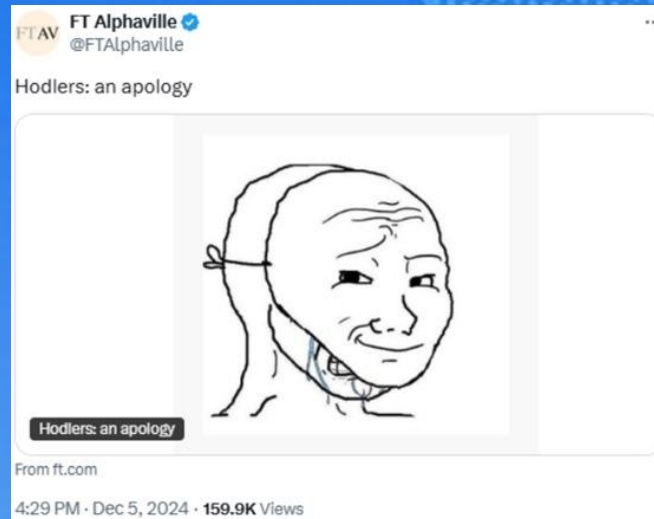 FT Alphaville
FTAV
@FTAlphaville
Hodlers: an apology
Hodlers: an apology
From ft.com
4:29 PM · Dec 5, 2024 · 159.9K Views